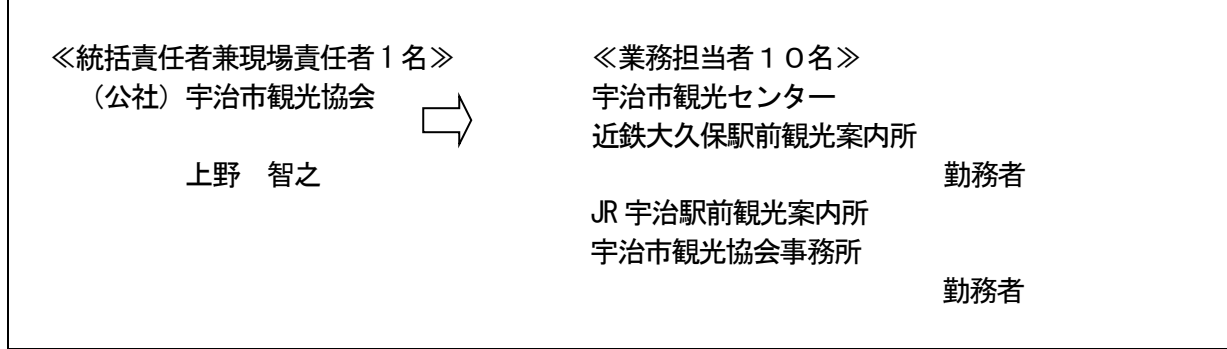 ≪統括責任者兼現場責任者１名≫
（公社）宇治市観光協会
上野　智之
≪業務担当者１０名≫
宇治市観光センター
近鉄大久保駅前観光案内所
勤務者
JR宇治駅前観光案内所
宇治市観光協会事務所
勤務者